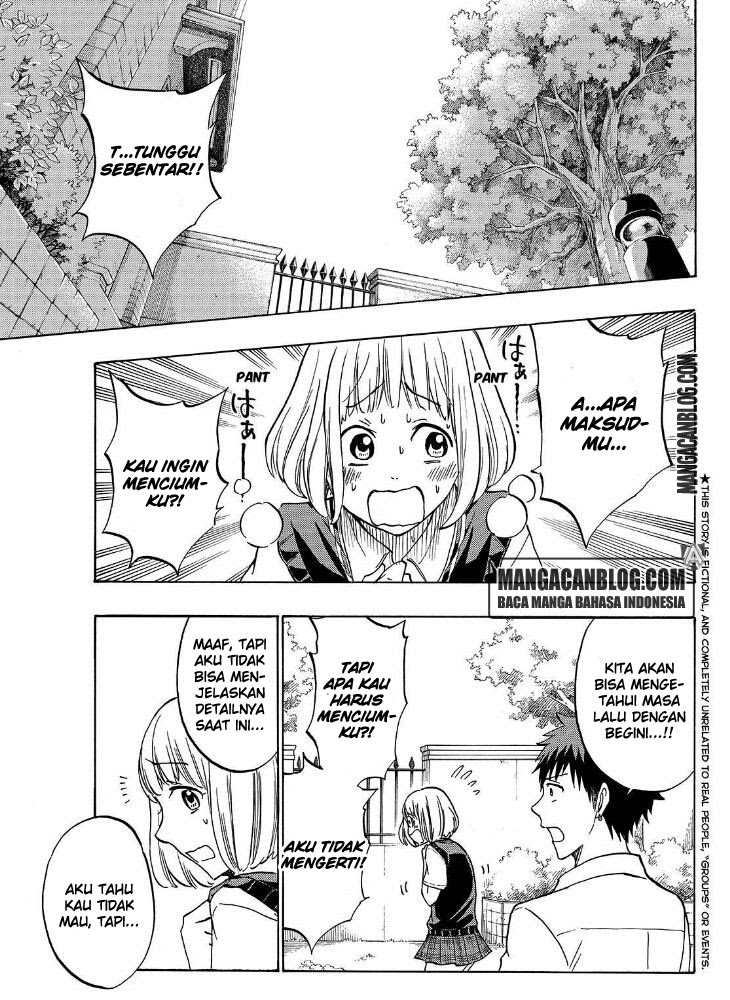 T...TUNGGU
SEBENTAR!!
A...APA
MAKSUD-
MU...
PANT
はぁー…
PANT
はぁー…
KAU INGIN
MENCIUM-
KU?!
MANGACANBLOG.COM
MANGACANBLOG.COM
BACA MANGA BAHASA INDONESIA
KITA AKAN
BISA MENGE-
TAHUI MASA
LALU DENGAN
BEGINI...!!
TAPI
APA KAU
HARUS
MENCIUM-
KU?!
AKU TIDAK
MENGERTI!
MAAF, TAPI
AKU TIDAK
BISA MEN-
JELASKAN
DETAILNYA
SAAT INI...
AKU TAHU
KAU TIDAK
MAU, TAPI...
★THIS STORY IS FICTIONAL, AND COMPLETELY UNRELATED TO REAL PEOPLE, "GROUPS" OR EVENTS.